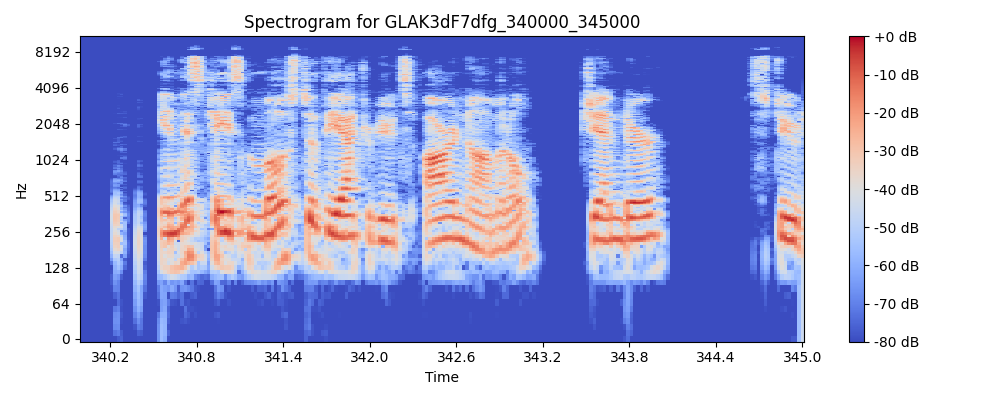 Spectrogram for GLAK3dF7dfg_340000_345000
8192
4096
2048
1024
512
256
128
64
0
Hz
340.2 340.8 341.4 342.0 342.6 343.2 343.8 344.4 345.0
Time
+0 dB
-10 dB
-20 dB
-30 dB
-40 dB
-50 dB
-60 dB
-70 dB
-80 dB